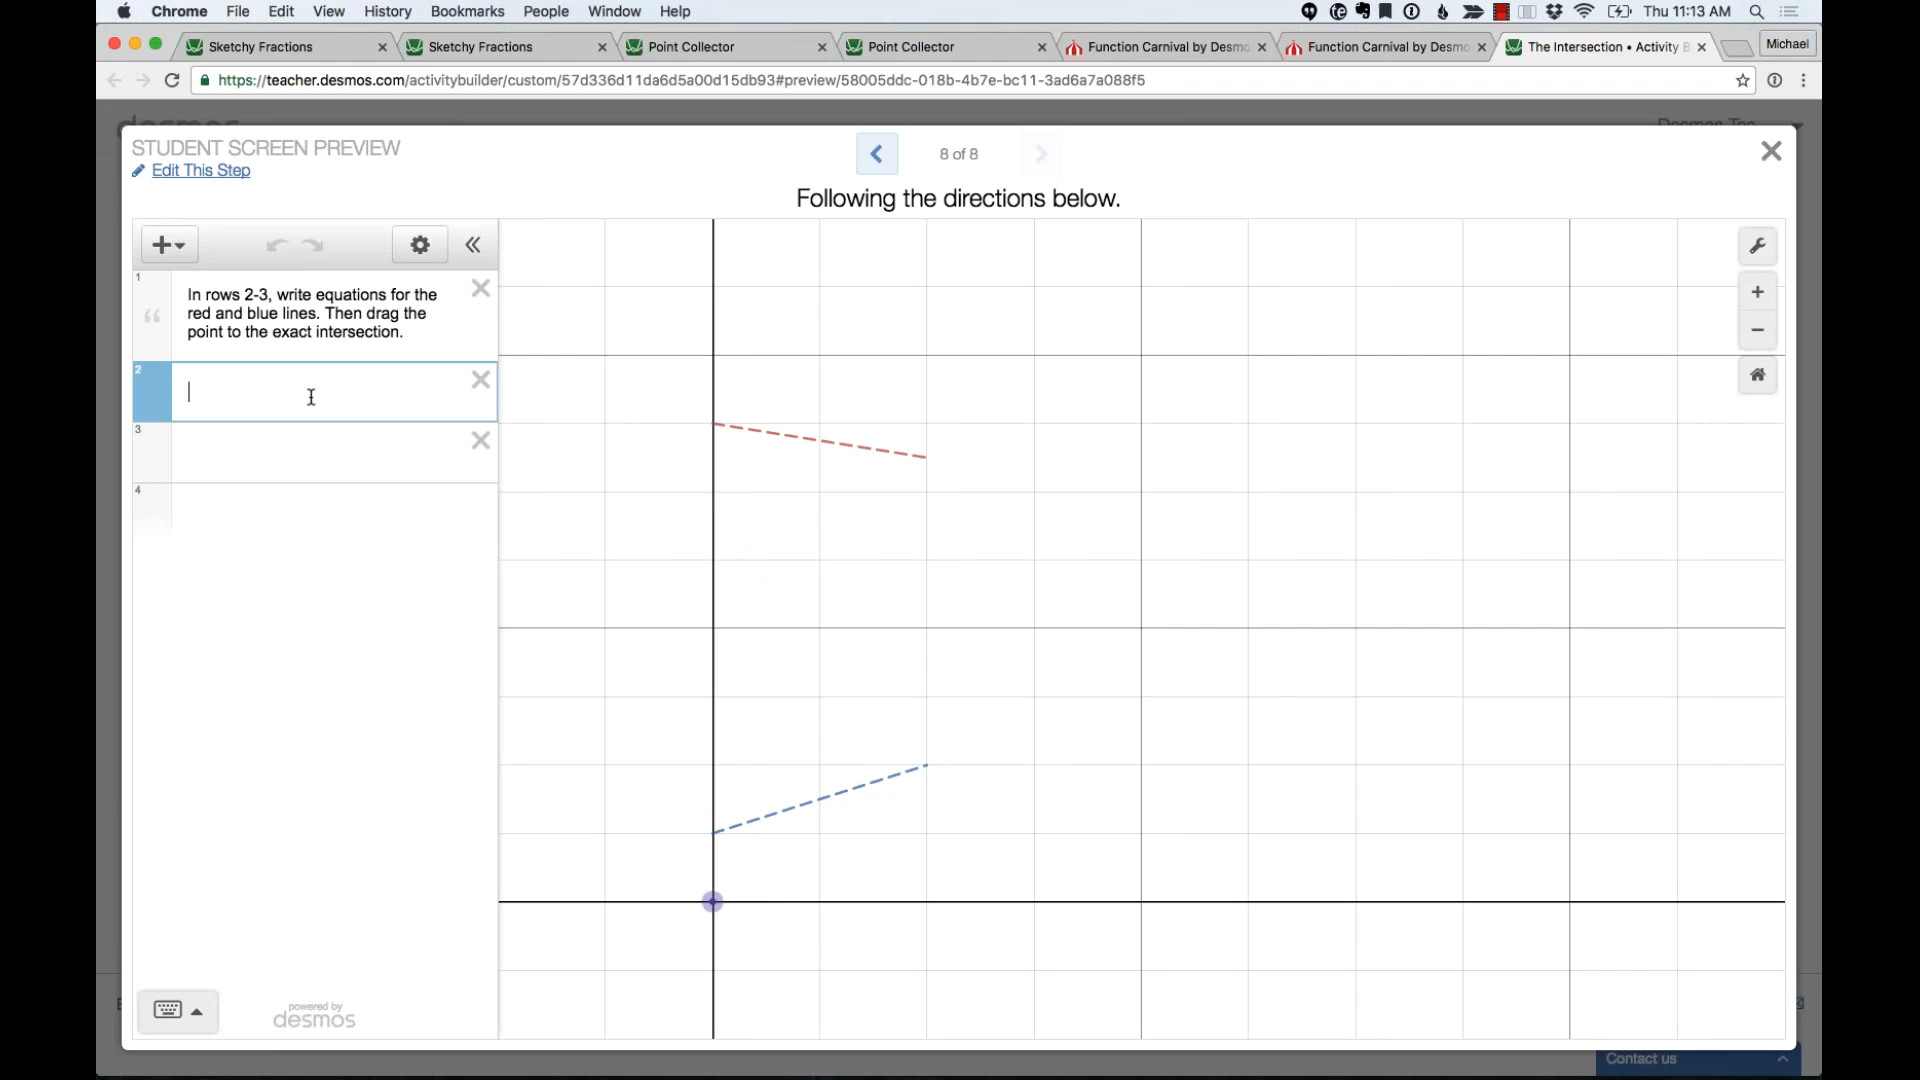 Chrome File Edit View History Bookmarks People Window Help Thu 11:13 AM
Sketchy Fractions Sketchy Fractions Point Collector Point Collector Function Carnival by Desmo Function Carnival by Desmo The Intersection • Activity B Michael
https://teacher.desmos.com/activitybuilder/custom/57d336d11da6d5a00d15db93#preview/58005ddc-018b-4b7e-bc11-3ad6a7a088f5
STUDENT SCREEN PREVIEW
Edit This Step
8 of 8
Following the directions below.
1
In rows 2-3, write equations for the
red and blue lines. Then drag the
point to the exact intersection.
2
3
4
powered by
desmos
Contact us